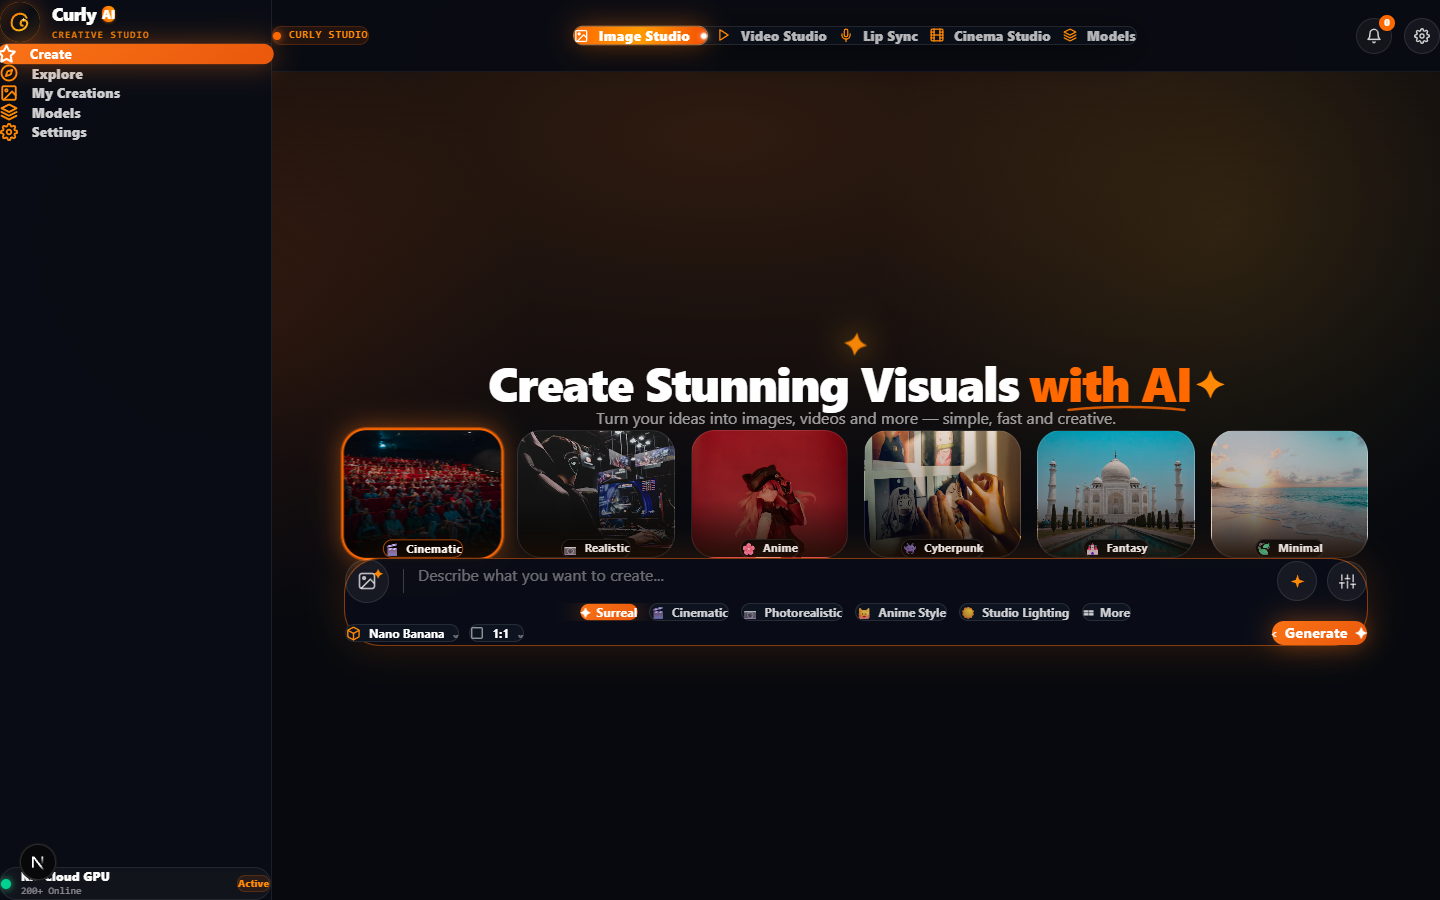 Curly AI
CREATIVE STUDIO
Create
Explore
My Creations
Models
Settings
CURLY STUDIO
Image Studio
Video Studio
Lip Sync
Cinema Studio
Models
0
Create Stunning Visuals with AI
Turn your ideas into images, videos and more — simple, fast and creative.
Cinematic
Realistic
Anime
Cyberpunk
Fantasy
Minimal
Describe what you want to create...
Surreal
Cinematic
Photorealistic
Anime Style
Studio Lighting
More
Nano Banana
1:1
Generate
N
Cloud GPU
200+ Online
Active